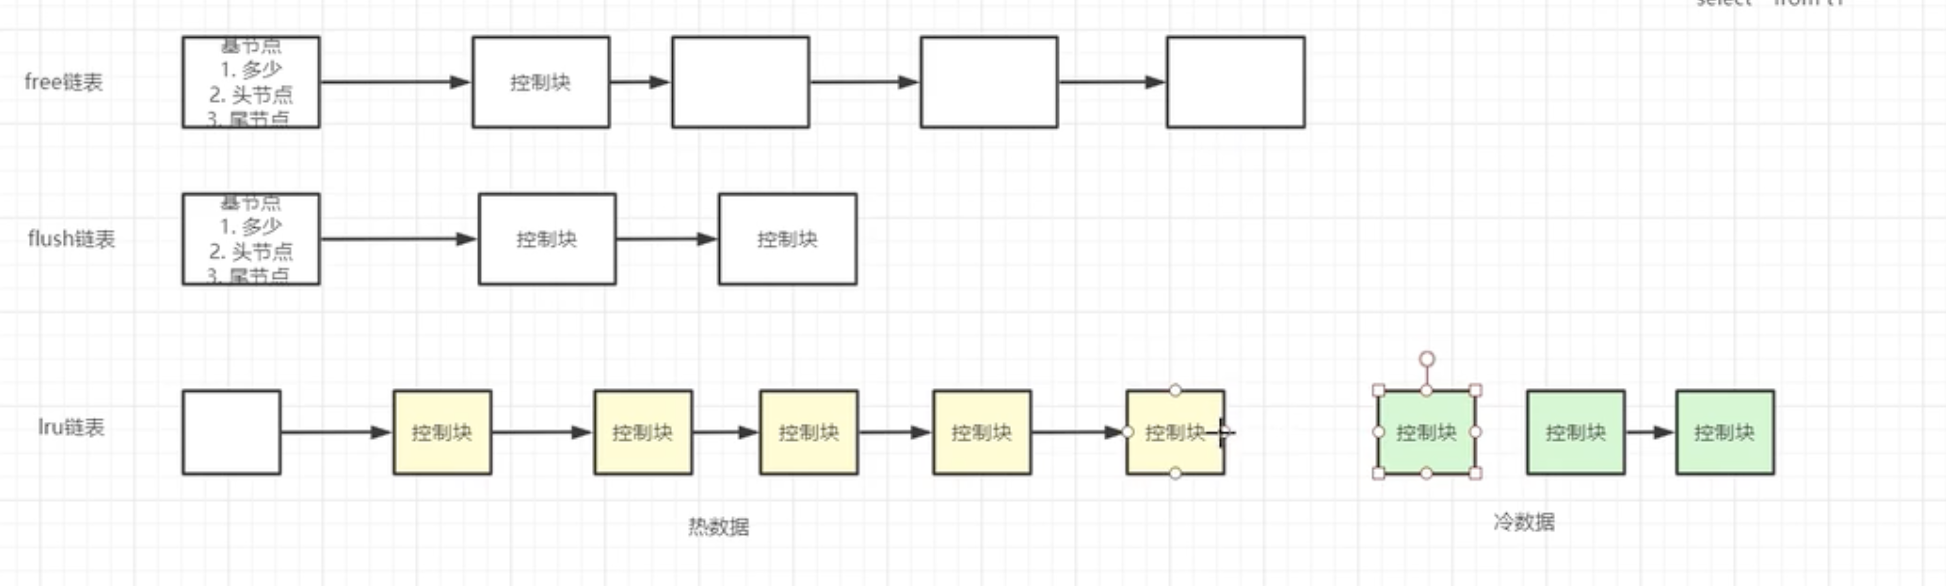 free链表
基节点
1. 多少
2. 头节点
3. 尾节点
控制块
flush链表
基节点
1. 多少
2. 头节点
3. 尾节点
控制块
控制块
lru链表
控制块
控制块
控制块
控制块
控制块
控制块
控制块
控制块
热数据
冷数据